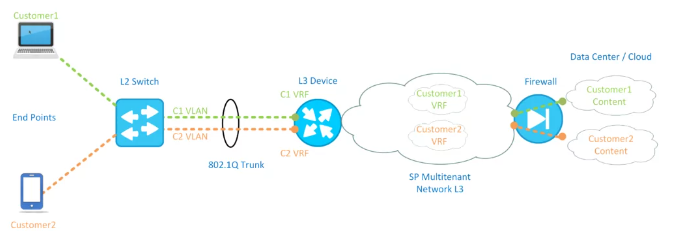 Customer1
Data Center / Cloud
L2 Switch
L3 Device
Firewall
C1 VRF
Customer1
VRF
Customer1
Content
C1 VLAN
End Points
C2 VLAN
Customer2
VRF
Customer2
Content
C2 VRF
802.1Q Trunk
SP Multitenant
Network L3
Customer2